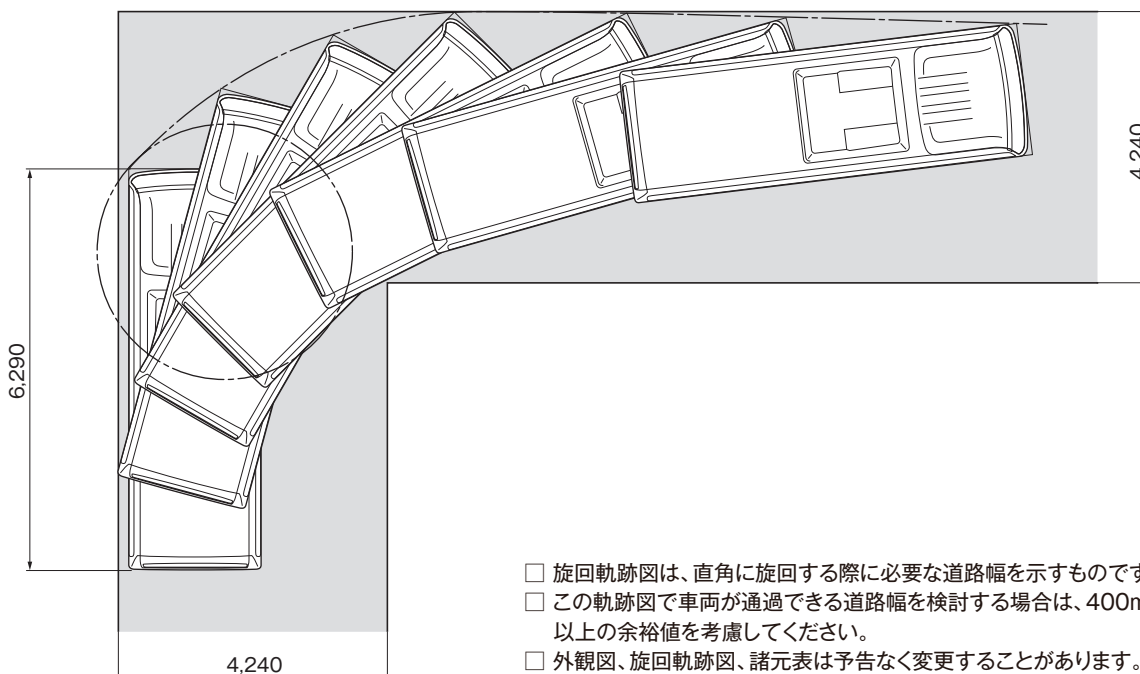 4,240
6,290
□ 旋回軌跡図は、直角に旋回する際に必要な道路幅を示すものです
□ この軌跡図で車両が通過できる道路幅を検討する場合は、400m
以上の余裕値を考慮してください。
4,240
□ 外観図、旋回軌跡図、諸元表は予告なく変更することがあります。